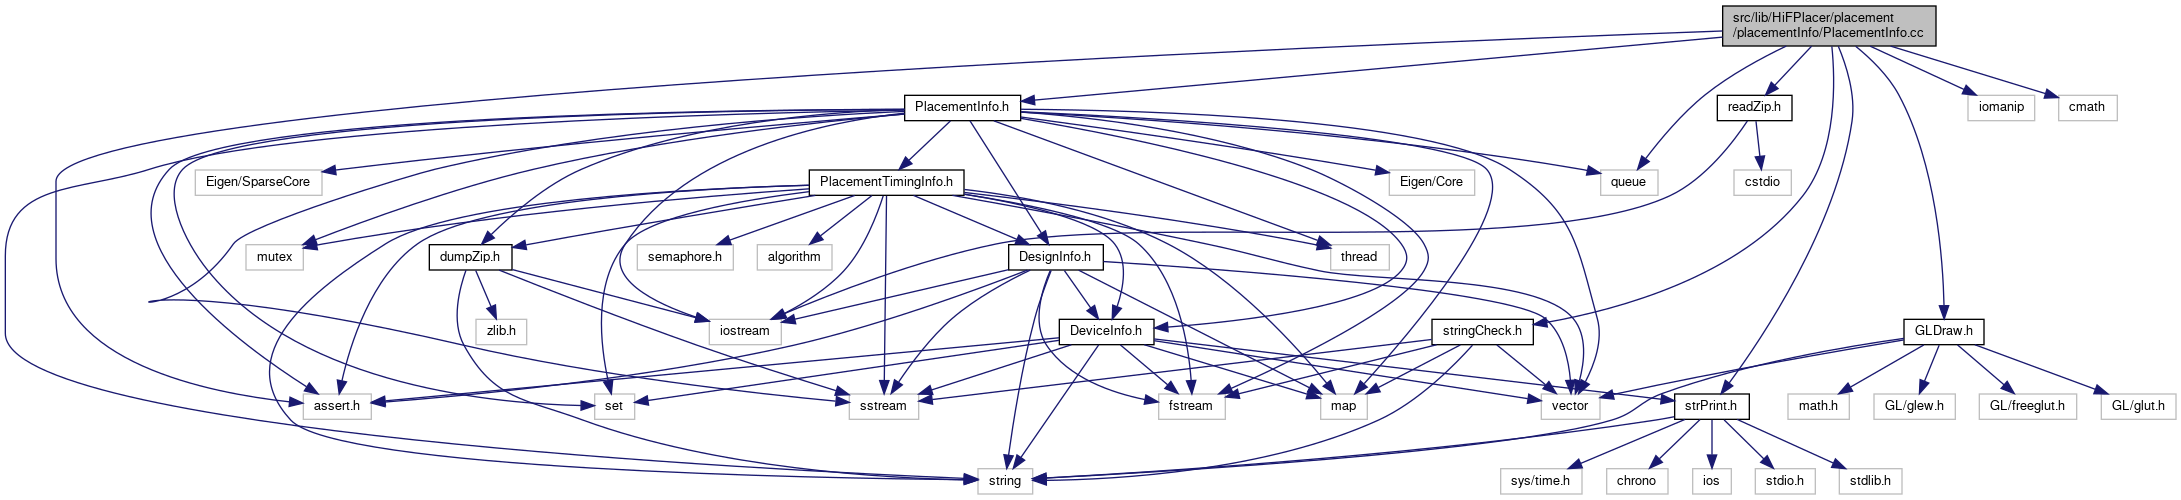 src/lib/HiFPlacer/placement
/placementInfo/PlacementInfo.cc
PlacementInfo.h
readZip.h
iomanip
cmath
Eigen/SparseCore
PlacementTimingInfo.h
Eigen/Core
queue
cstdio
mutex
dumpZip.h
semaphore.h
algorithm
DesignInfo.h
thread
zlib.h
iostream
DeviceInfo.h
stringCheck.h
GLDraw.h
assert.h
set
sstream
fstream
map
vector
strPrint.h
math.h
GL/glew.h
GL/freeglut.h
GL/glut.h
string
sys/time.h
chrono
ios
stdio.h
stdlib.h